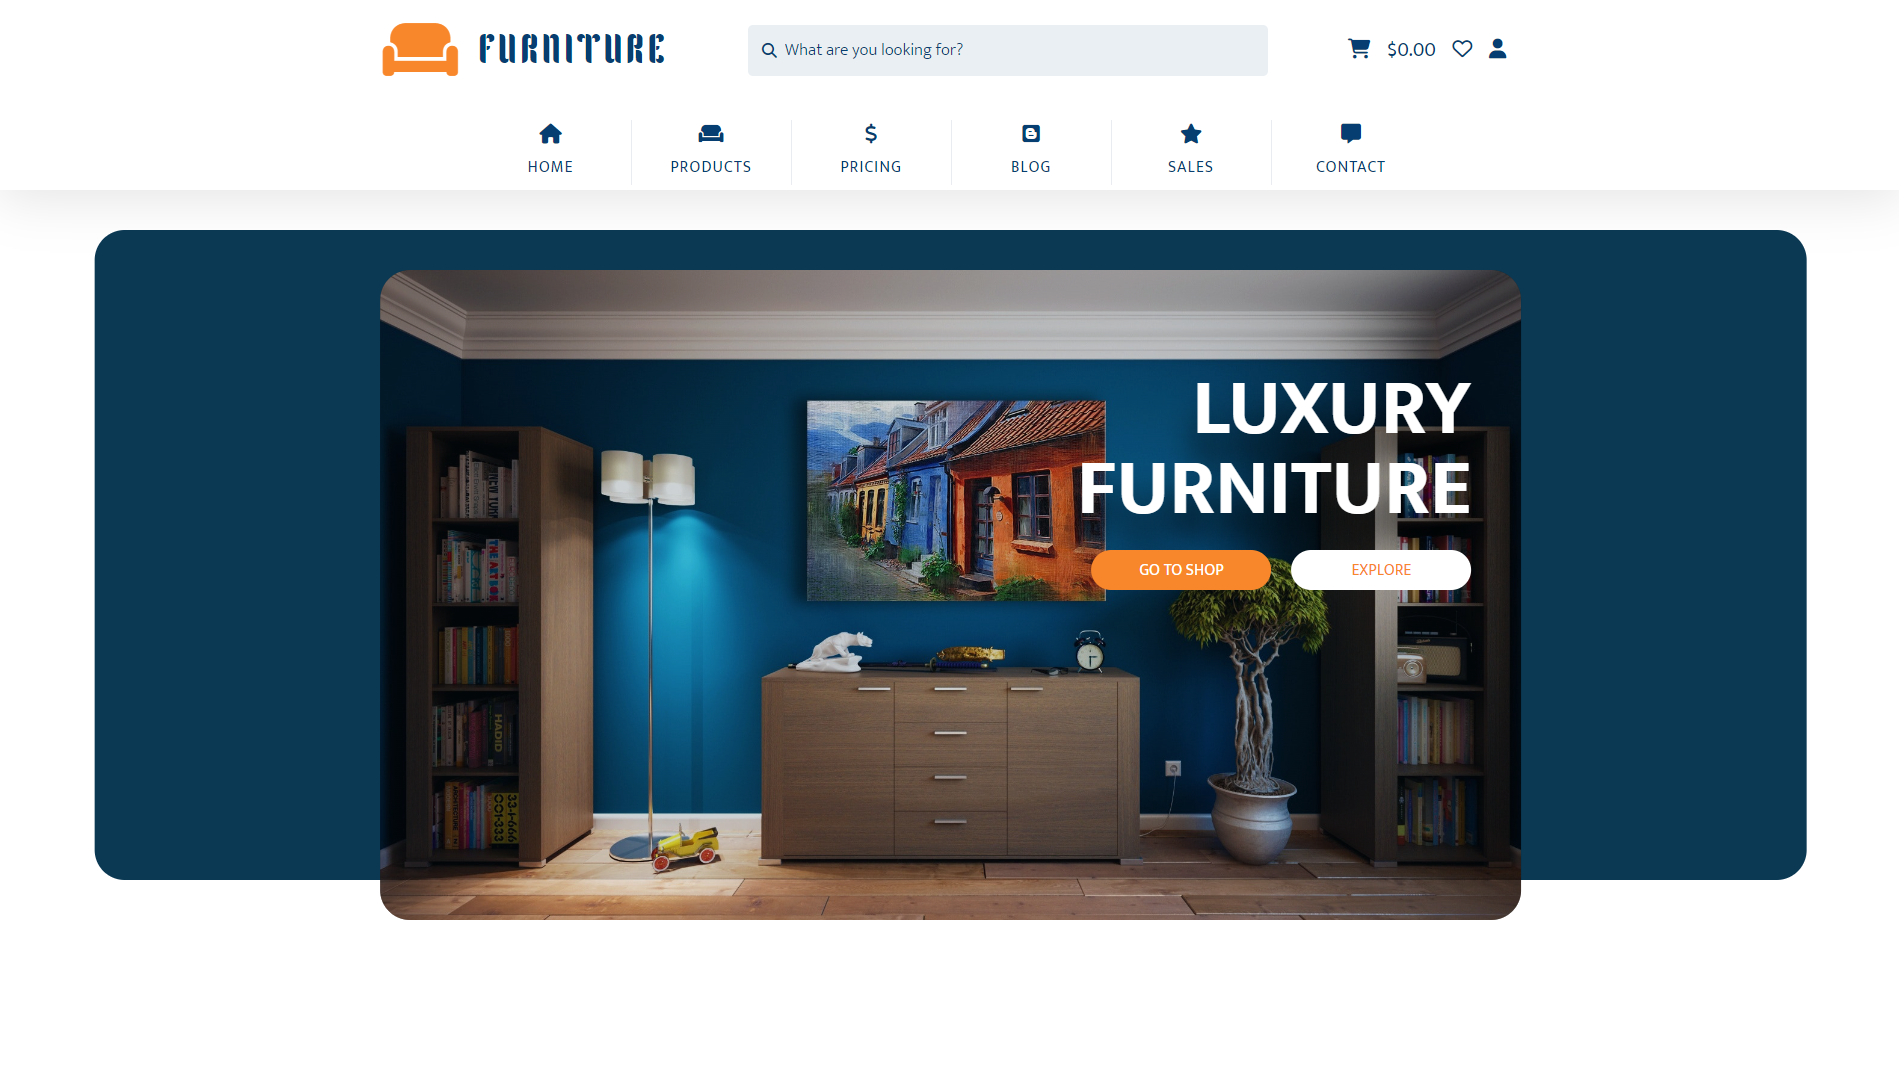 FURNITURE
What are you looking for?
$0.00
HOME
PRODUCTS
PRICING
BLOG
SALES
CONTACT
LUXURY
FURNITURE
GO TO SHOP
EXPLORE
HADID